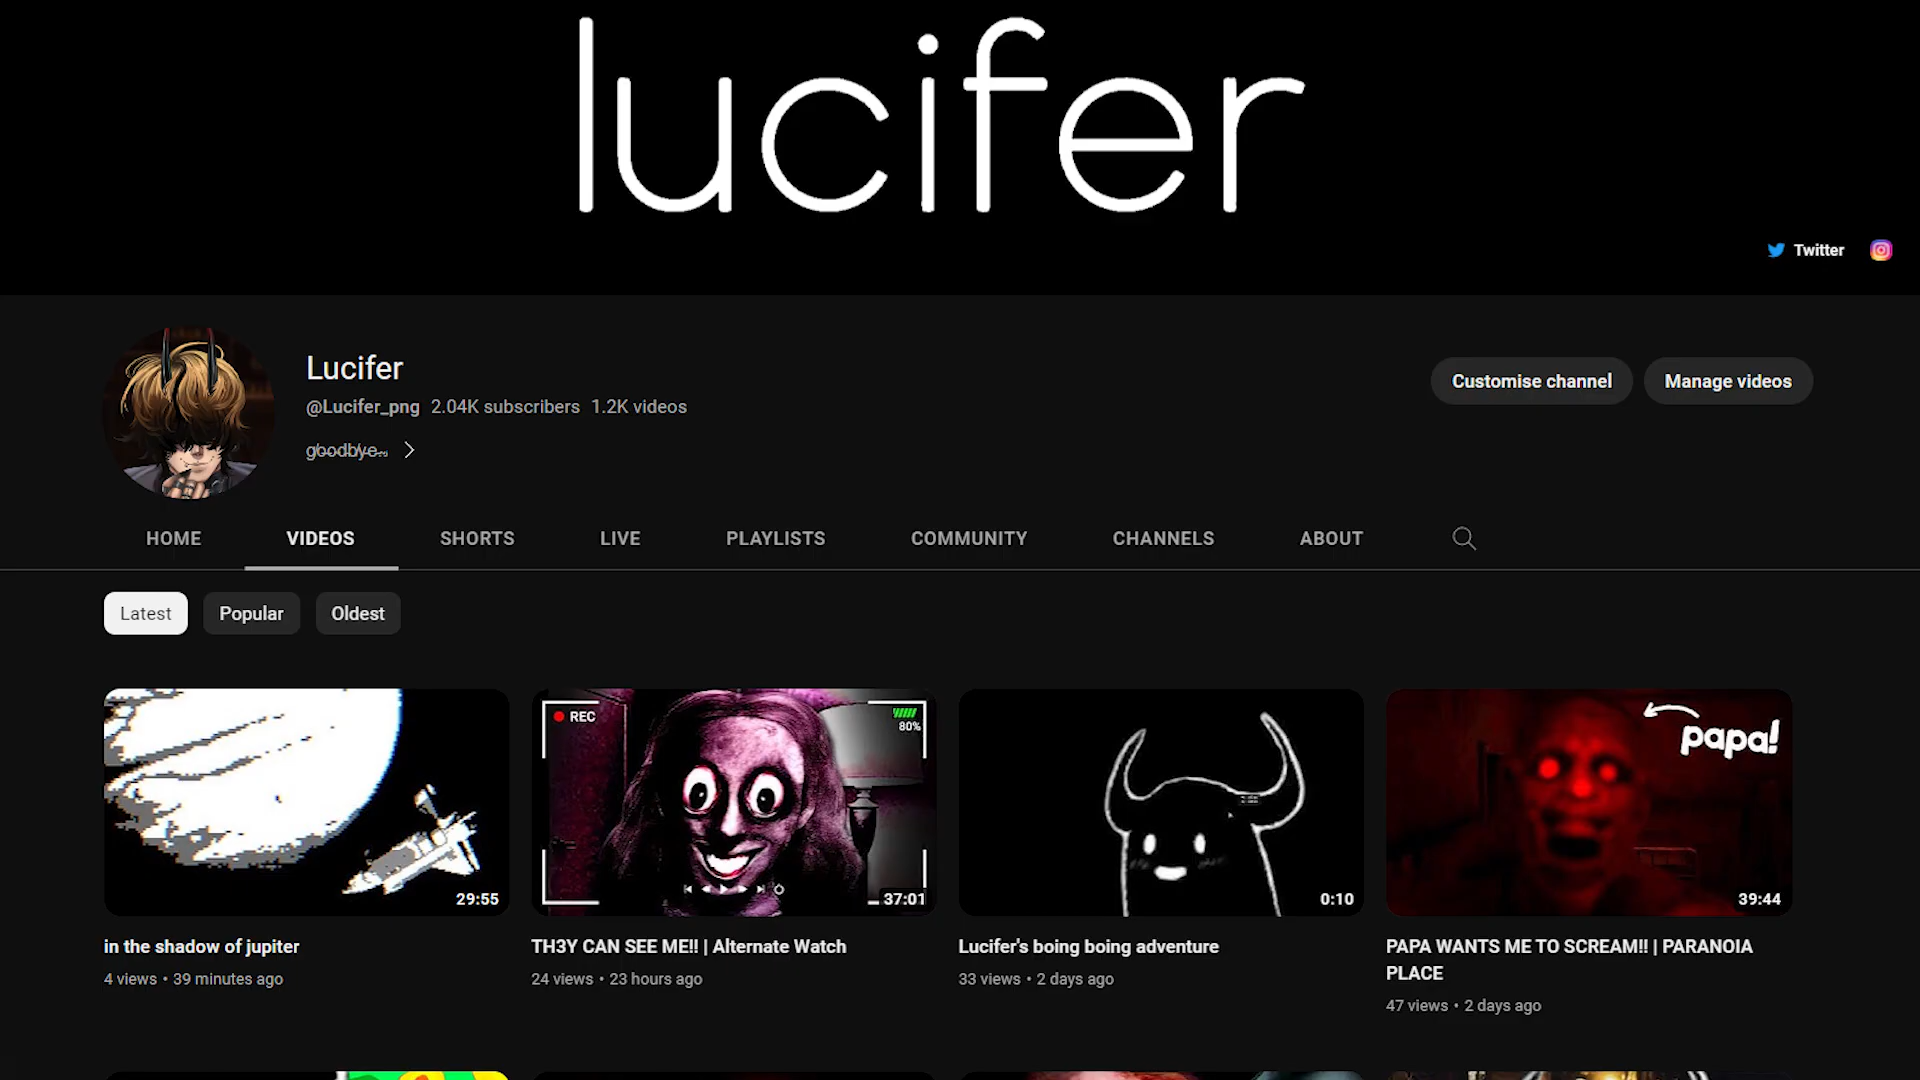 lucifer
Twitter
Lucifer
@Lucifer_png 2.04K subscribers 1.2K videos
goodbye..
Customise channel
Manage videos
HOME
VIDEOS
SHORTS
LIVE
PLAYLISTS
COMMUNITY
CHANNELS
ABOUT
Latest
Popular
Oldest
29:55
REC
80%
37:01
0:10
papa!
39:44
in the shadow of jupiter
4 views • 39 minutes ago
TH3Y CAN SEE ME!! | Alternate Watch
24 views • 23 hours ago
Lucifer's boing boing adventure
33 views • 2 days ago
PAPA WANTS ME TO SCREAM!! | PARANOIA
PLACE
47 views • 2 days ago